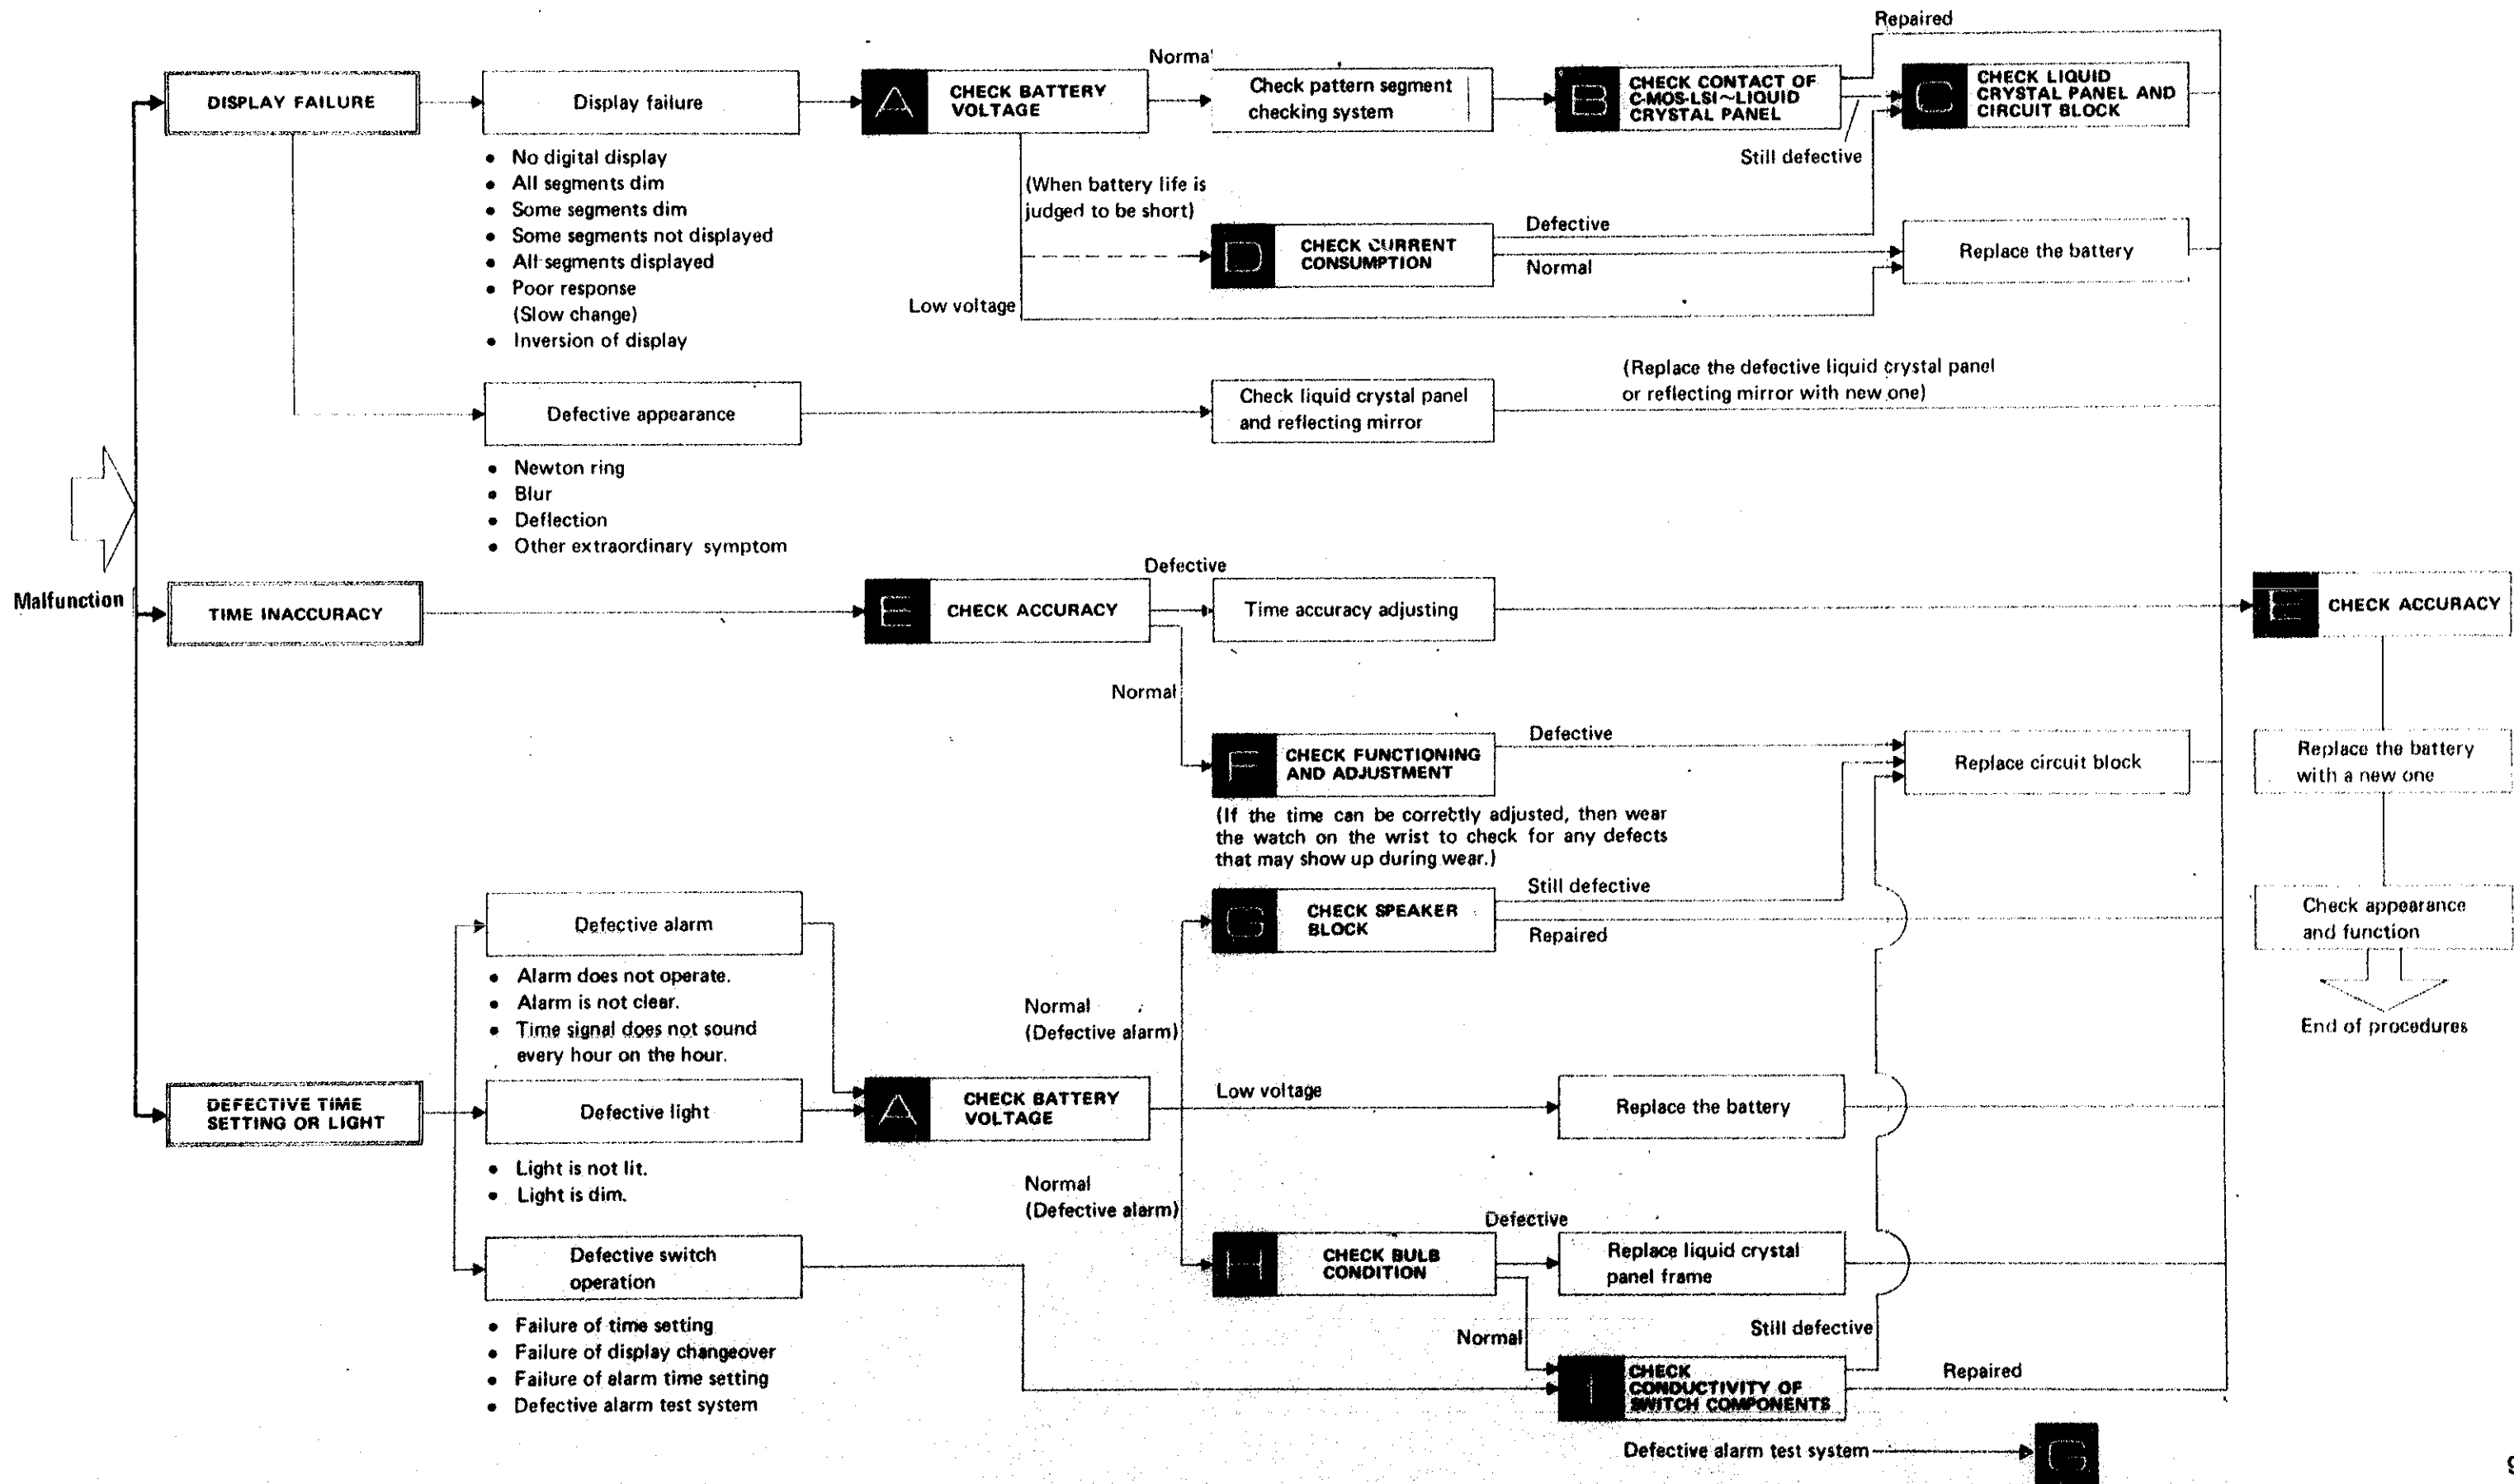 Repaired
Normal
DISPLAY FAILURE
Display failure
A
CHECK BATTERY
VOLTAGE
Check pattern segment
checking system
B
CHECK CONTACT OF
C-MOS-LSI~LIQUID
CRYSTAL PANEL
C
CHECK LIQUID
CRYSTAL PANEL AND
CIRCUIT BLOCK
Still defective
• No digital display
• All segments dim
• Some segments dim
• Some segments not displayed
• All segments displayed
• Poor response
(Slow change)
• Inversion of display
(When battery life is
judged to be short)
D
CHECK CURRENT
CONSUMPTION
Defective
Normal
Replace the battery
Low voltage
Defective appearance
Check liquid crystal panel
and reflecting mirror
(Replace the defective liquid crystal panel
or reflecting mirror with new one)
• Newton ring
• Blur
• Deflection
• Other extraordinary symptom
Malfunction
TIME INACCURACY
E
CHECK ACCURACY
Defective
Time accuracy adjusting
E
CHECK ACCURACY
Normal
F
CHECK FUNCTIONING
AND ADJUSTMENT
Defective
Replace circuit block
Replace the battery
with a new one
(If the time can be correctly adjusted, then wear
the watch on the wrist to check for any defects
that may show up during wear.)
Defective alarm
G
CHECK SPEAKER
BLOCK
Still defective
Repaired
Check appearance
and function
End of procedures
• Alarm does not operate.
• Alarm is not clear.
• Time signal does not sound
every hour on the hour.
Normal
(Defective alarm)
DEFECTIVE TIME
SETTING OR LIGHT
Defective light
A
CHECK BATTERY
VOLTAGE
Low voltage
Replace the battery
• Light is not lit.
• Light is dim.
Normal
(Defective alarm)
Defective switch
operation
H
CHECK BULB
CONDITION
Defective
Replace liquid crystal
panel frame
• Failure of time setting
• Failure of display changeover
• Failure of alarm time setting
• Defective alarm test system
Normal
Still defective
I
CHECK
CONDUCTIVITY OF
SWITCH COMPONENTS
Repaired
Defective alarm test system
G